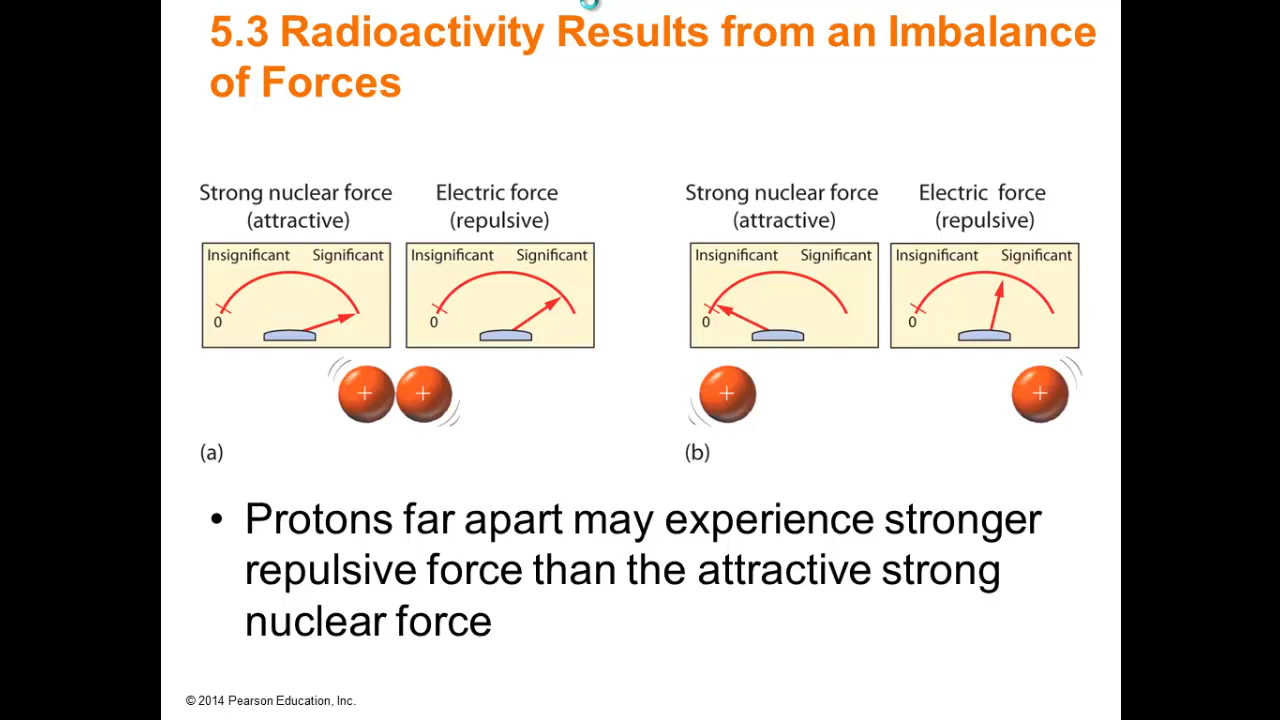 5.3 Radioactivity Results from an Imbalance
of Forces
Strong nuclear force
(attractive)
Electric force
(repulsive)
Strong nuclear force
(attractive)
Electric force
(repulsive)
Insignificant Significant
0
Insignificant Significant
0
Insignificant Significant
0
Insignificant Significant
0
+ +
+ +
(a)
(b)
• Protons far apart may experience stronger
repulsive force than the attractive strong
nuclear force
© 2014 Pearson Education, Inc.